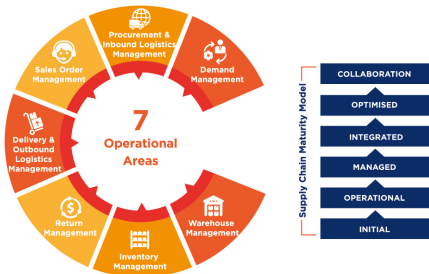 Procurement &
Inbound Logistics
Management
Sales Order
Management
Demand
Management
7
Operational
Areas
Delivery &
Outbound
Logistics
Management
Return
Management
Inventory
Management
Warehouse
Management
Supply Chain Maturity Model
COLLABORATION
OPTIMISED
INTEGRATED
MANAGED
OPERATIONAL
INITIAL